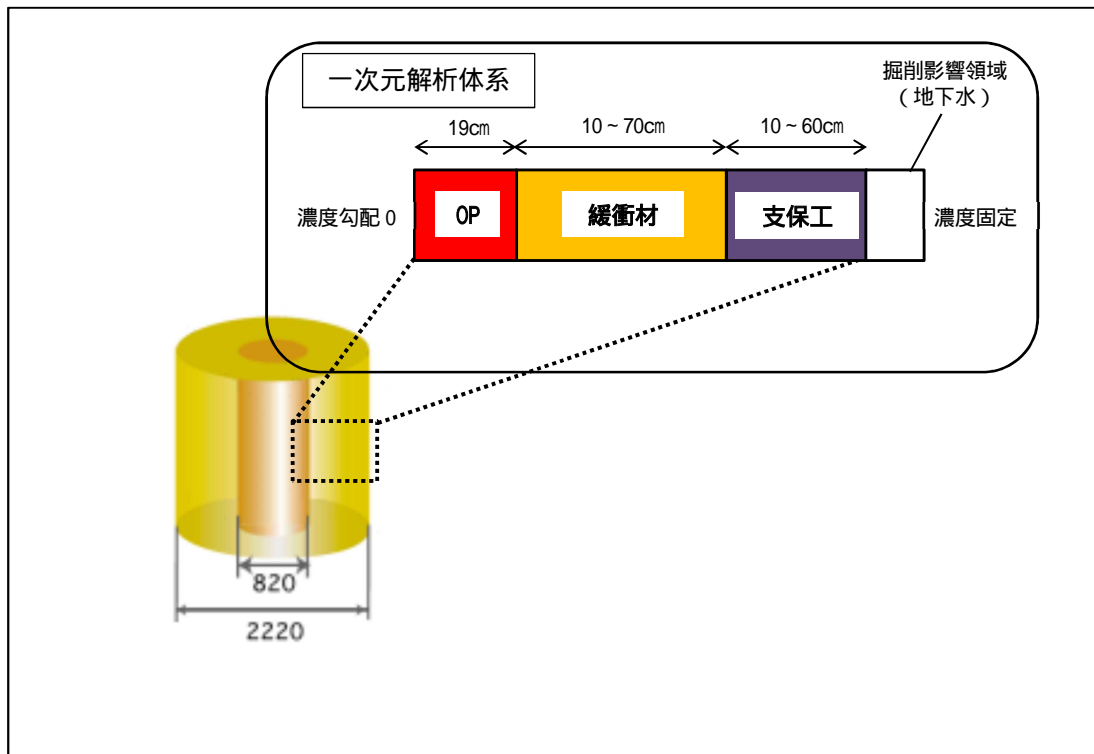 一次元解析体系
掘削影響領域
(地下水)
19㎝
10~70㎝
10~60㎝
濃度勾配0
OP
緩衝材
支保工
濃度固定
820
2220